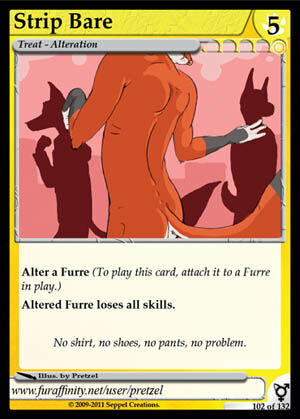 Strip Bare
5
Treat - Alteration
Alter a Furre (To play this card, attach it to a Furre
in play.)
Altered Furre loses all skills.
No shirt, no shoes, no pants, no problem.
Illus. by Pretzel
www.furaffinity.net/user/pretzel
© 2009-2011 Seppel Creations.
102 of 132